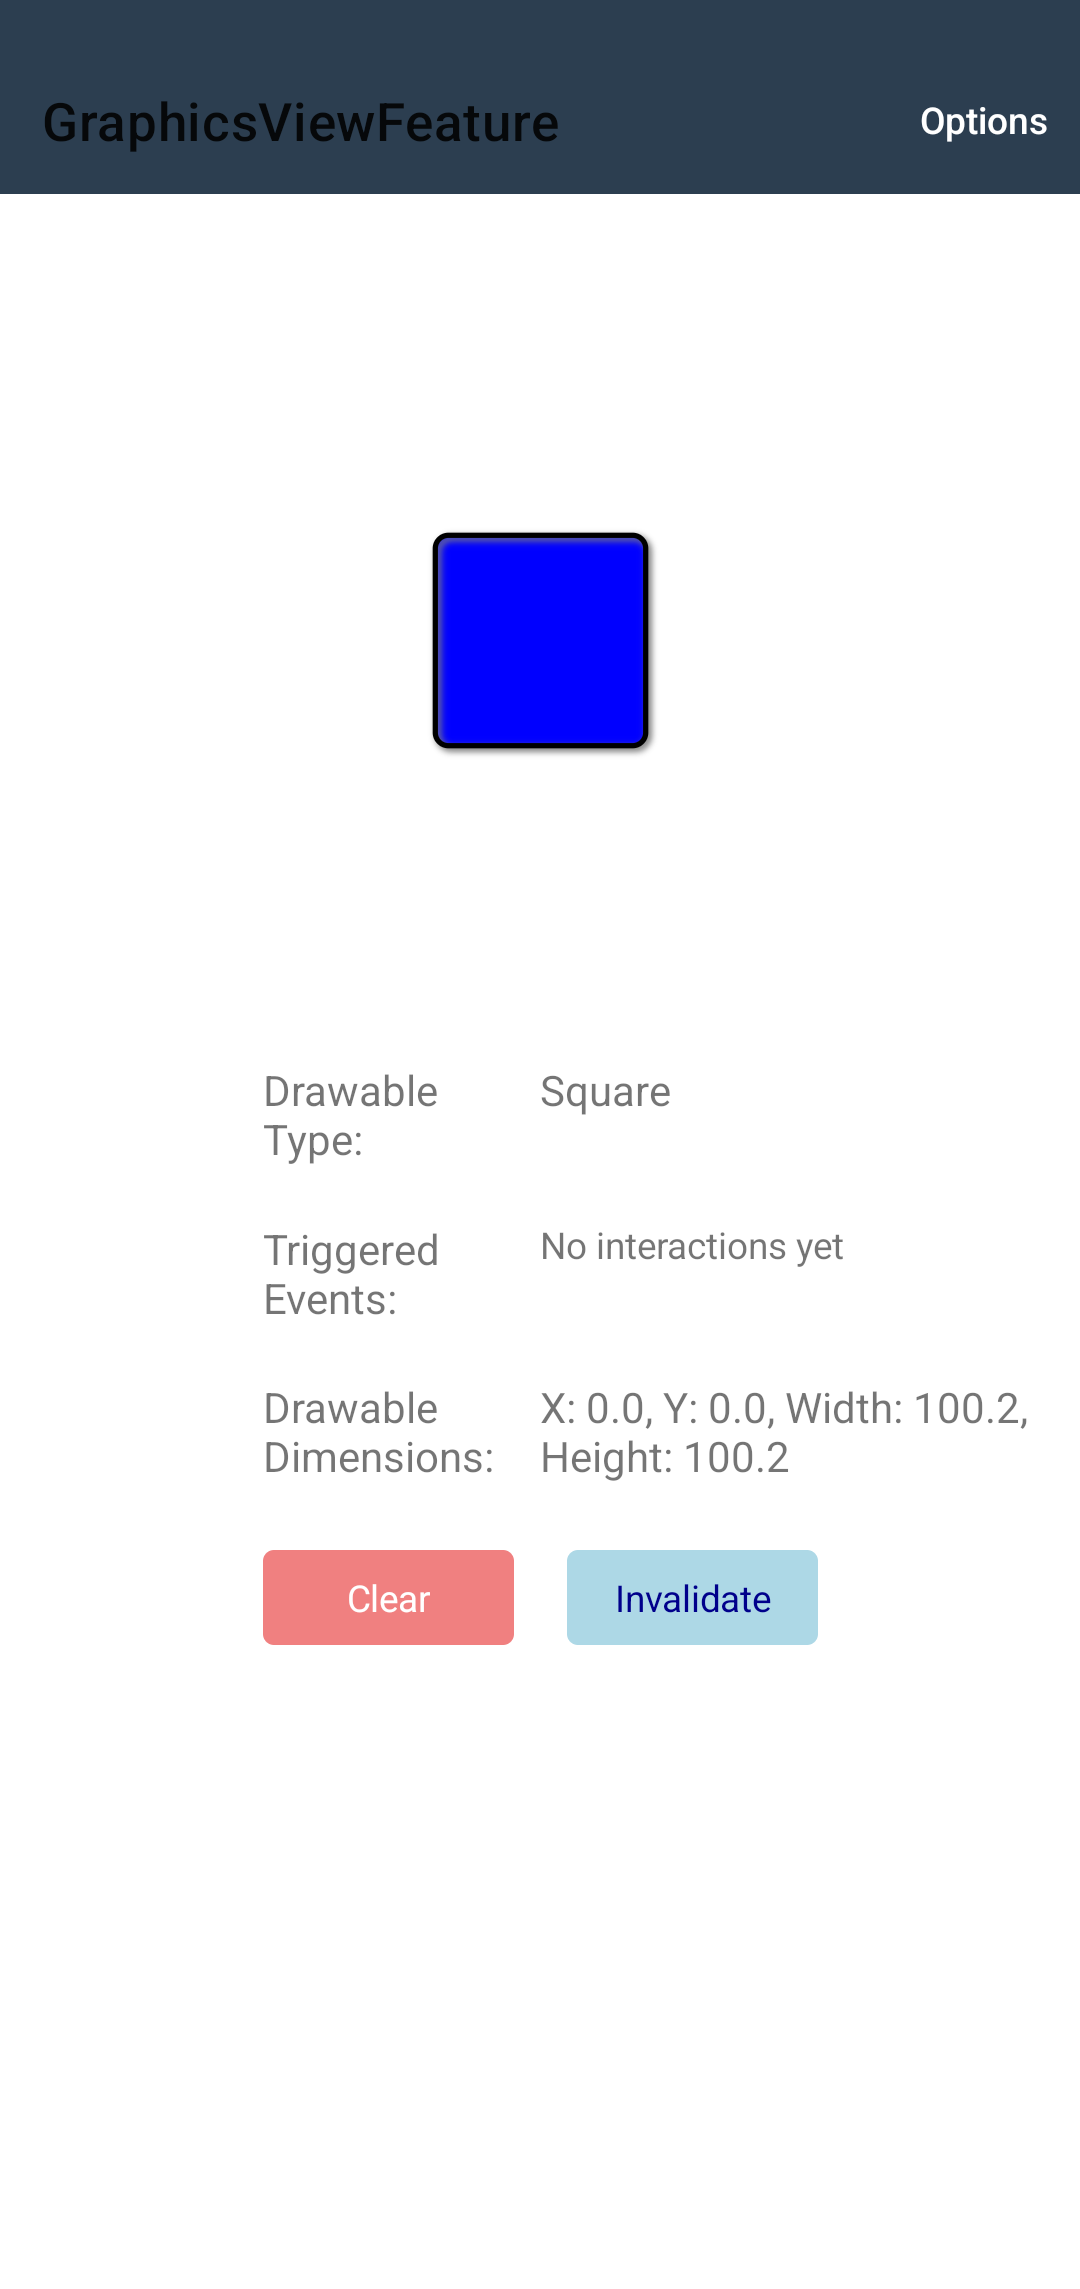 GraphicsViewFeature
Options
Drawable
Type:
Square
Triggered
Events:
No interactions yet
Drawable
Dimensions:
X: 0.0, Y: 0.0, Width: 100.2,
Height: 100.2
Clear
Invalidate